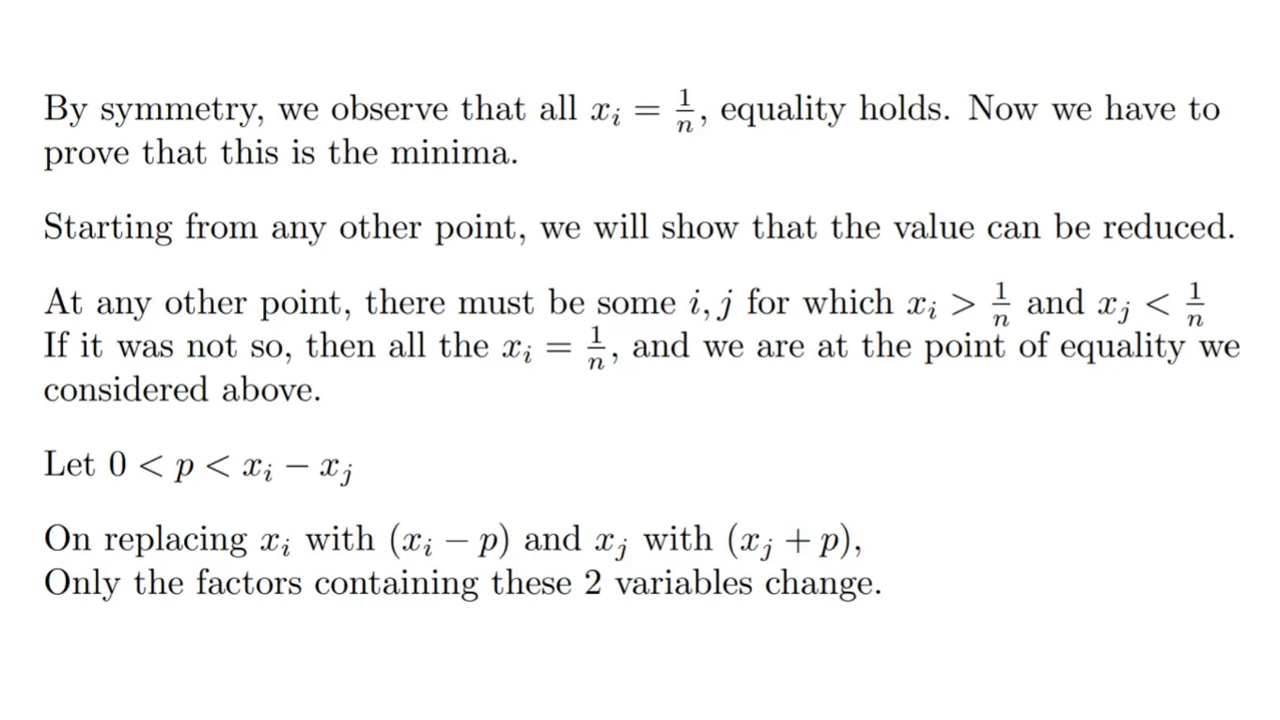 By symmetry, we observe that all $x_i = \frac{1}{n}$, equality holds. Now we have to
prove that this is the minima.
Starting from any other point, we will show that the value can be reduced.
At any other point, there must be some $i, j$ for which $x_i > \frac{1}{n}$ and $x_j < \frac{1}{n}$
If it was not so, then all the $x_i = \frac{1}{n}$, and we are at the point of equality we
considered above.
Let $0 < p < x_i - x_j$
On replacing $x_i$ with $(x_i - p)$ and $x_j$ with $(x_j + p)$,
Only the factors containing these 2 variables change.